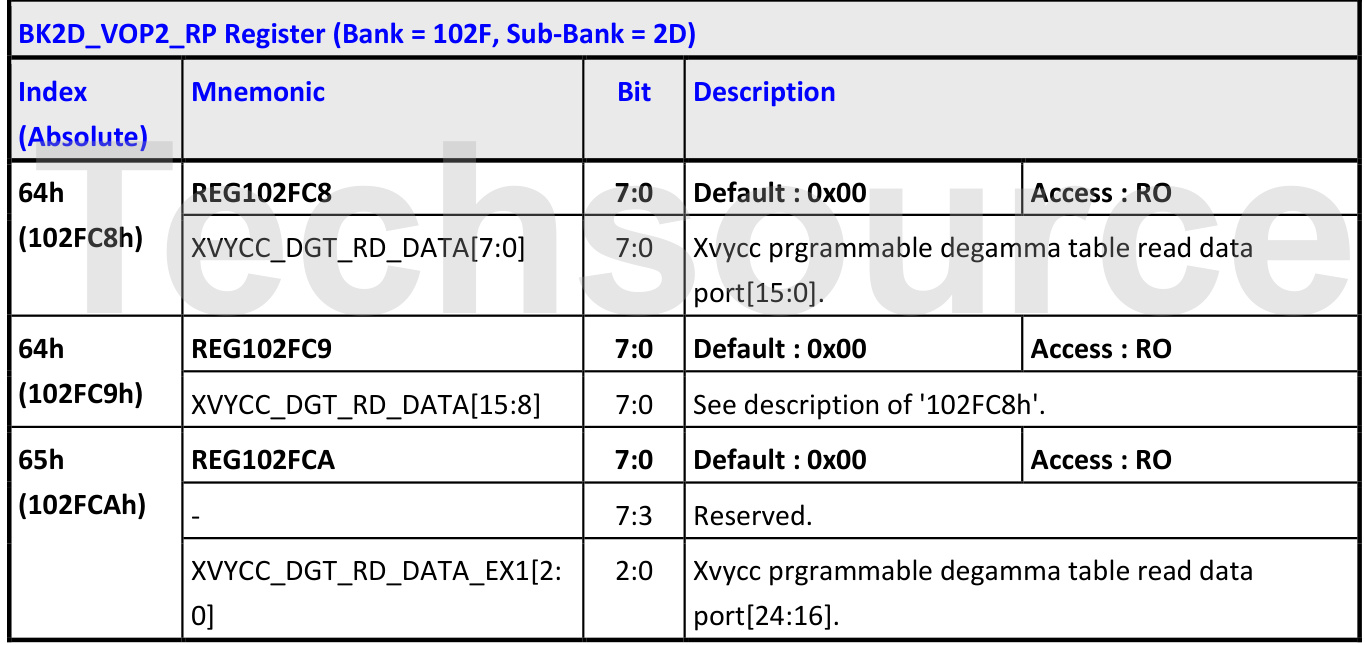 BK2D_VOP2_RP Register (Bank = 102F, Sub-Bank = 2D)
Index (Absolute) Mnemonic Bit Description
64h (102FC8h) REG102FC8 7:0 Default : 0x00 Access : RO
XVYCC_DGT_RD_DATA[7:0] 7:0 Xvycc prgrammable degamma table read data
port[15:0].
64h (102FC9h) REG102FC9 7:0 Default : 0x00 Access : RO
XVYCC_DGT_RD_DATA[15:8] 7:0 See description of '102FC8h'.
65h (102FCAh) REG102FCA 7:0 Default : 0x00 Access : RO
- 7:3 Reserved.
XVYCC_DGT_RD_DATA_EX1[2:
0]
2:0 Xvycc prgrammable degamma table read data
port[24:16].
Techsource